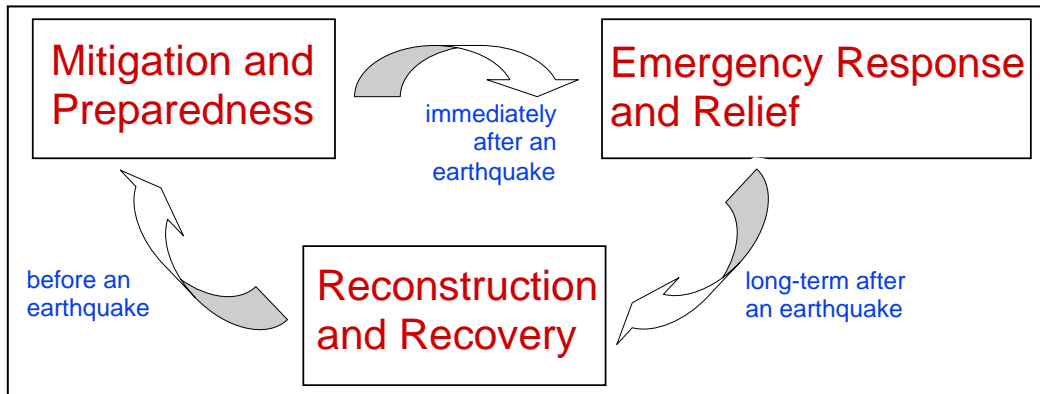 Mitigation and
Preparedness
immediately
after an
earthquake
Emergency Response
and Relief
long-term after
an earthquake
Reconstruction
and Recovery
before an
earthquake